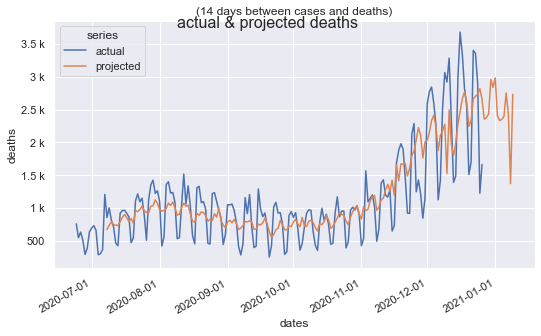 (14 days between cases and deaths)
actual & projected deaths
series
actual
projected
3.5 k
3 k
2.5 k
2 k
1.5 k
1 k
500
deaths
2020-07-01
2020-08-01
2020-09-01
2020-10-01
2020-11-01
2020-12-01
2021-01-01
dates